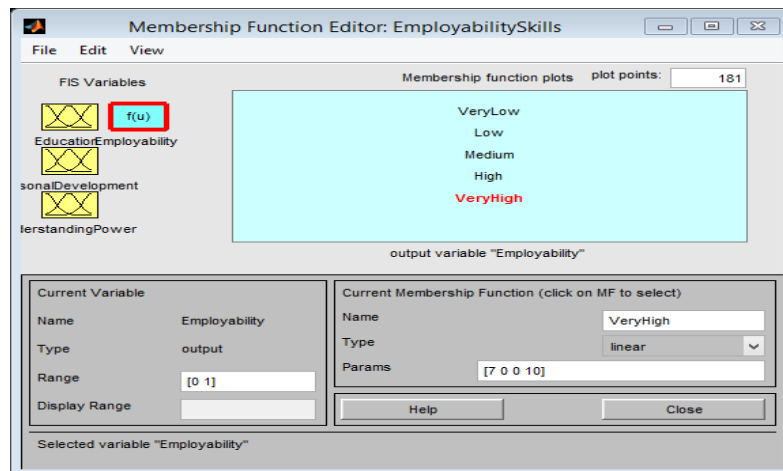 Membership Function Editor: EmployabilitySkills
File Edit View
FIS Variables
Membership function plots plot points: 181
f(u)
EducationEmployability
sonalDevelopment
derstandingPower
VeryLow
Low
Medium
High
VeryHigh
output variable "Employability"
Current Variable
Name Employability
Type output
Range [0 1]
Display Range
Current Membership Function (click on MF to select)
Name VeryHigh
Type linear
Params [7 0 0 10]
Help Close
Selected variable "Employability"